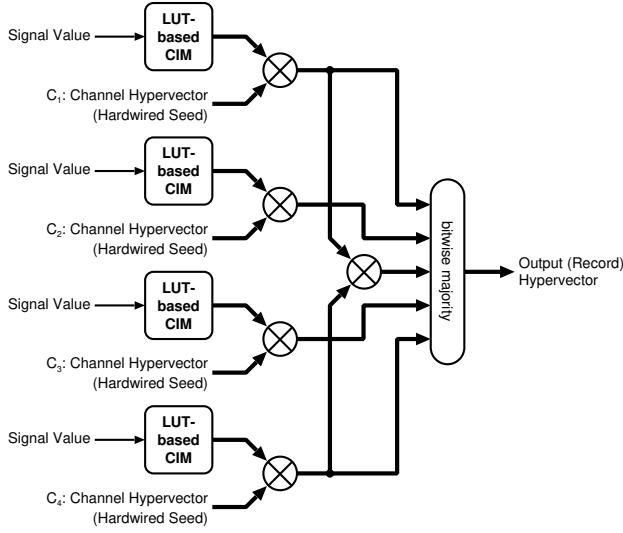 Signal Value
LUT-
based
CIM
C₁: Channel Hypervector
(Hardwired Seed)
Signal Value
LUT-
based
CIM
C₂: Channel Hypervector
(Hardwired Seed)
Signal Value
LUT-
based
CIM
C₃: Channel Hypervector
(Hardwired Seed)
Signal Value
LUT-
based
CIM
C₄: Channel Hypervector
(Hardwired Seed)
bitwise majority
Output (Record)
Hypervector